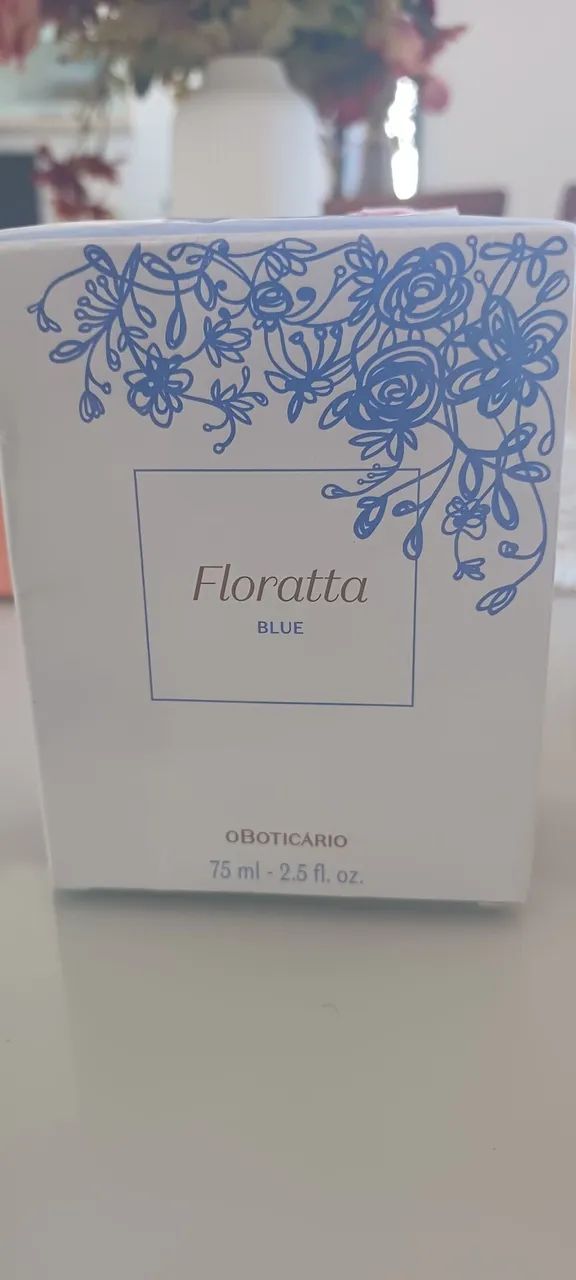 Floratta
BLUE
oBOTICÁRIO
75 ml - 2.5 fl. oz.